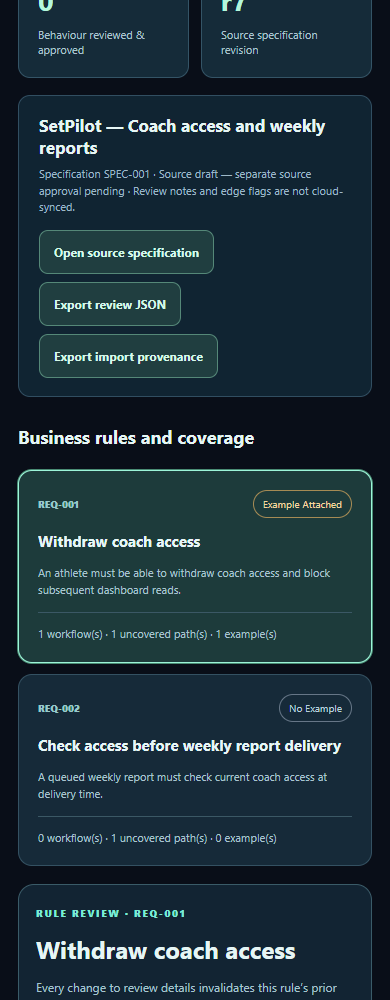 0
r7
Behaviour reviewed &
approved
Source specification
revision
SetPilot — Coach access and weekly
reports
Specification SPEC-001 · Source draft — separate source
approval pending · Review notes and edge flags are not cloud-
synced.
Open source specification
Export review JSON
Export import provenance
Business rules and coverage
REQ-001
Example Attached
Withdraw coach access
An athlete must be able to withdraw coach access and block
subsequent dashboard reads.
1 workflow(s) · 1 uncovered path(s) · 1 example(s)
REQ-002
No Example
Check access before weekly report delivery
A queued weekly report must check current coach access at
delivery time.
0 workflow(s) · 1 uncovered path(s) · 0 example(s)
RULE REVIEW · REQ-001
Withdraw coach access
Every change to review details invalidates this rule's prior